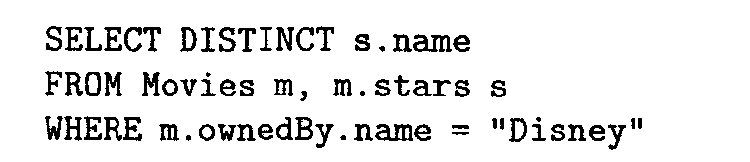 SELECT DISTINCT s.name
FROM Movies m, m.stars s
WHERE m.ownedBy.name = "Disney"